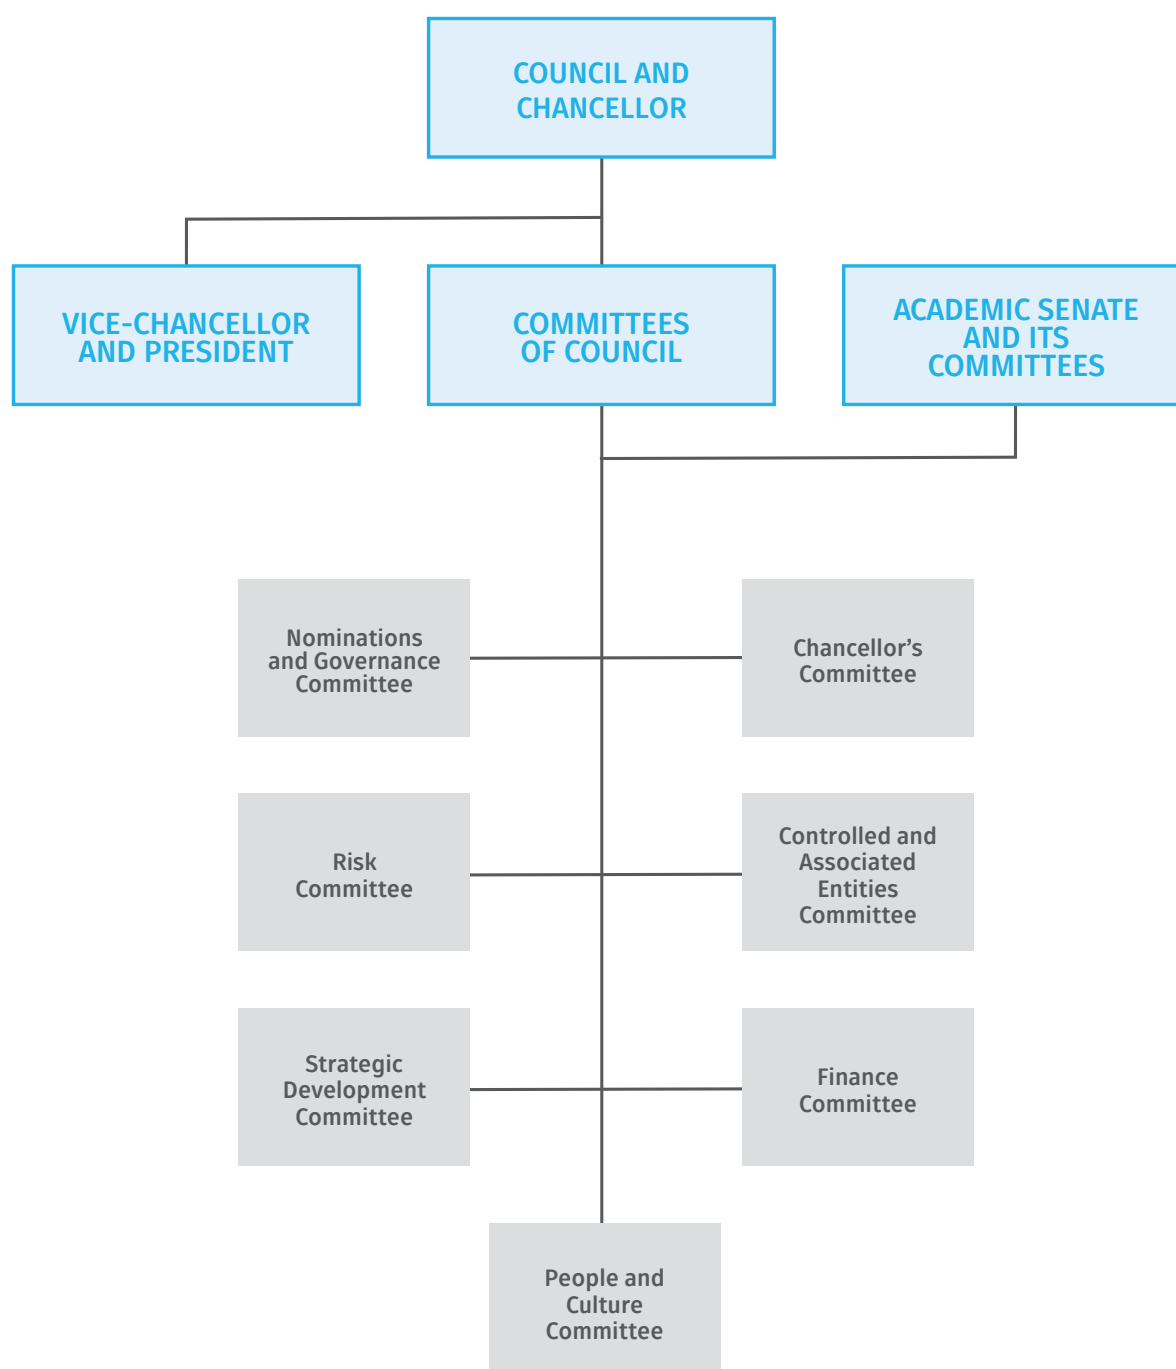 COUNCIL AND
CHANCELLOR
VICE-CHANCELLOR
AND PRESIDENT
COMMITTEES
OF COUNCIL
ACADEMIC SENATE
AND ITS
COMMITTEES
Nominations
and Governance
Committee
Chancellor’s
Committee
Risk
Committee
Controlled and
Associated
Entities
Committee
Strategic
Development
Committee
Finance
Committee
People and
Culture
Committee